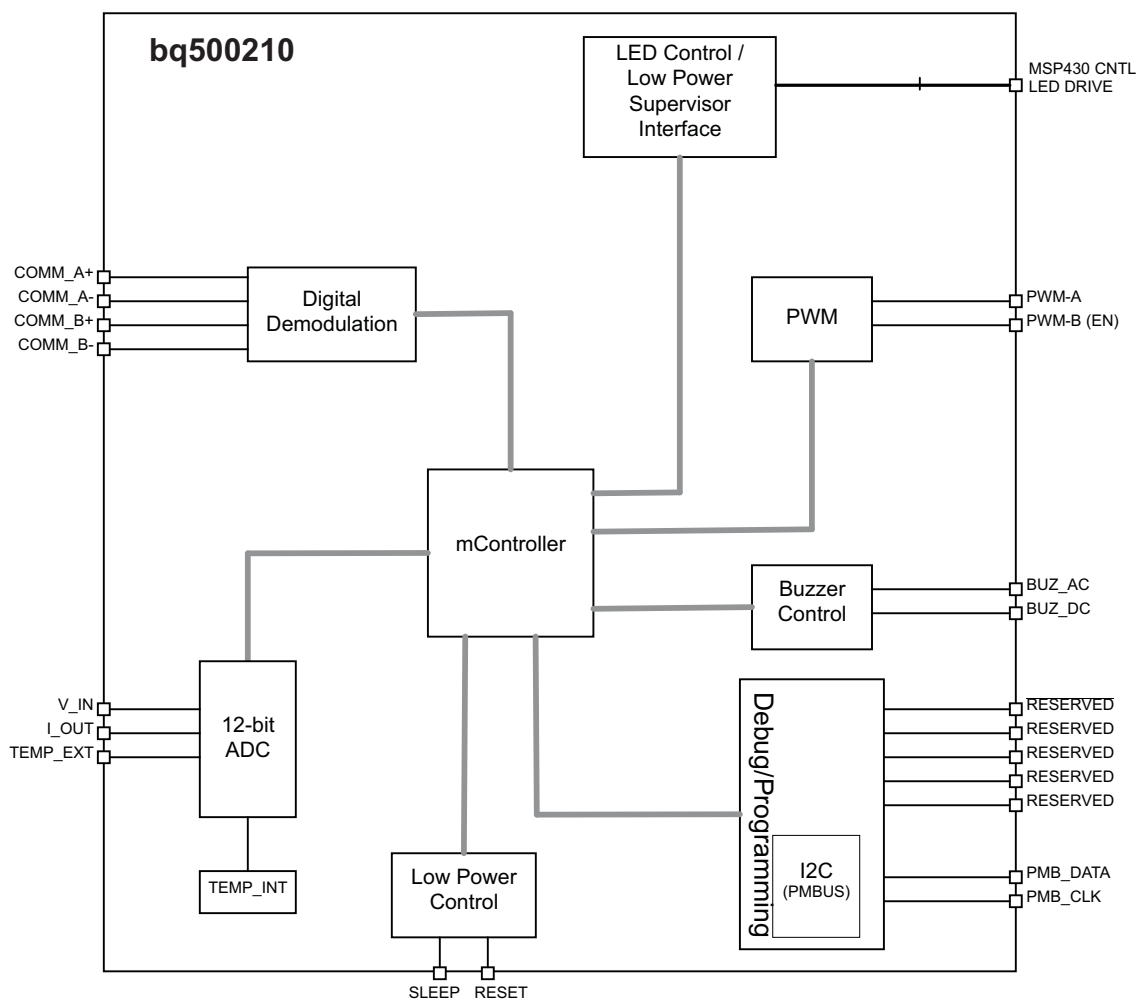 bq500210
LED Control /
Low Power
Supervisor
Interface
MSP430 CNTL
LED DRIVE
COMM_A+
COMM_A-
COMM_B+
COMM_B-
Digital
Demodulation
PWM
PWM-A
PWM-B (EN)
mController
Buzzer
Control
BUZ_AC
BUZ_DC
V_IN
I_OUT
TEMP_EXT
12-bit
ADC
TEMP_INT
Low Power
Control
SLEEP
RESET
Debug/Programming
I2C
(PMBUS)
RESERVED
RESERVED
RESERVED
RESERVED
RESERVED
PMB_DATA
PMB_CLK